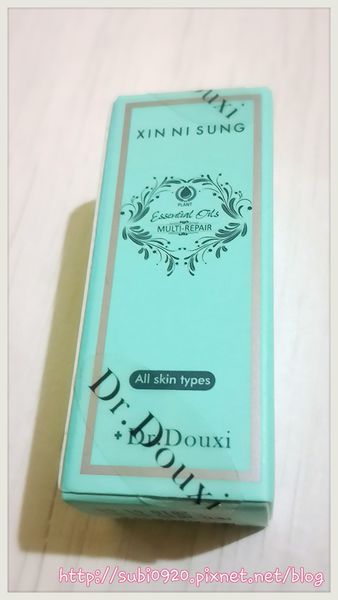 Douxi
XIN NI SUNG
PLANT
Essential Oils
MULTI-REPAIR
All skin types
Dr.Douxi
Dr.Douxi
http://subi0920.pixnet.net/blog